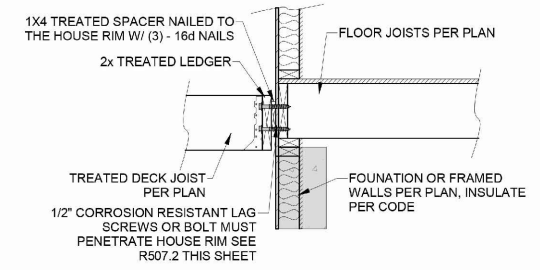 1X4 TREATED SPACER NAILED TO
THE HOUSE RIM W/ (3) - 16d NAILS
2x TREATED LEDGER
FLOOR JOISTS PER PLAN
TREATED DECK JOIST
PER PLAN
1/2" CORROSION RESISTANT LAG
SCREWS OR BOLT MUST
PENETRATE HOUSE RIM SEE
R507.2 THIS SHEET
FOUNATION OR FRAMED
WALLS PER PLAN, INSULATE
PER CODE